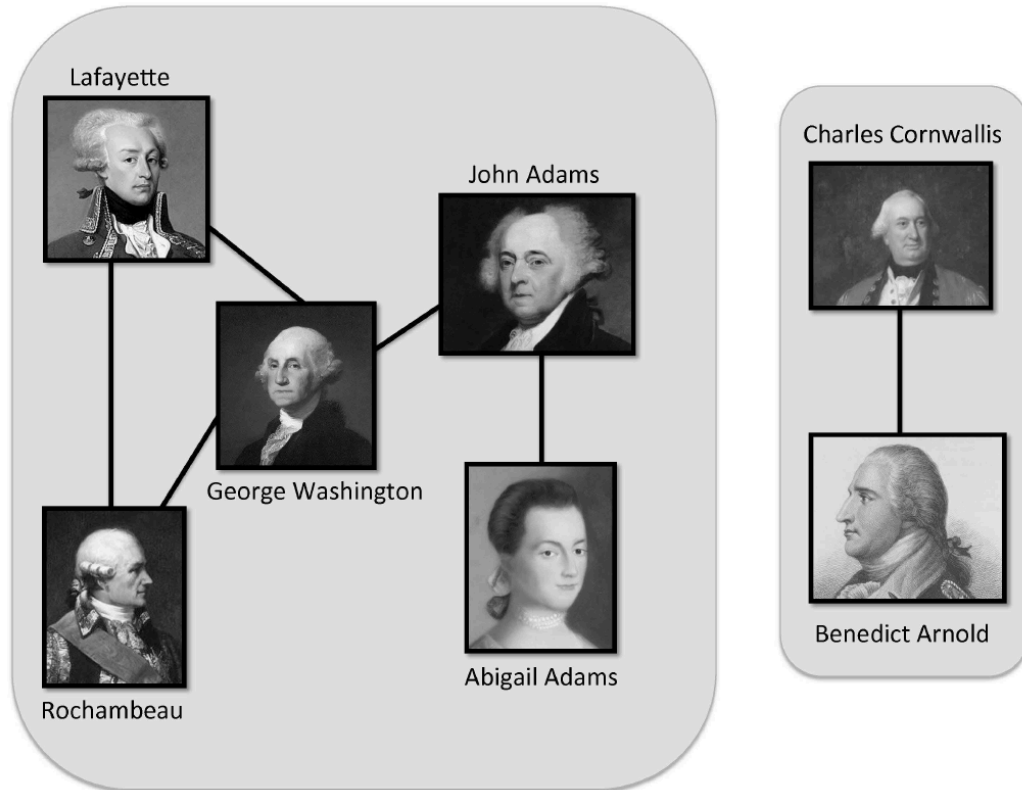 Lafayette
John Adams
George Washington
Rochambeau
Abigail Adams
Charles Cornwallis
Benedict Arnold